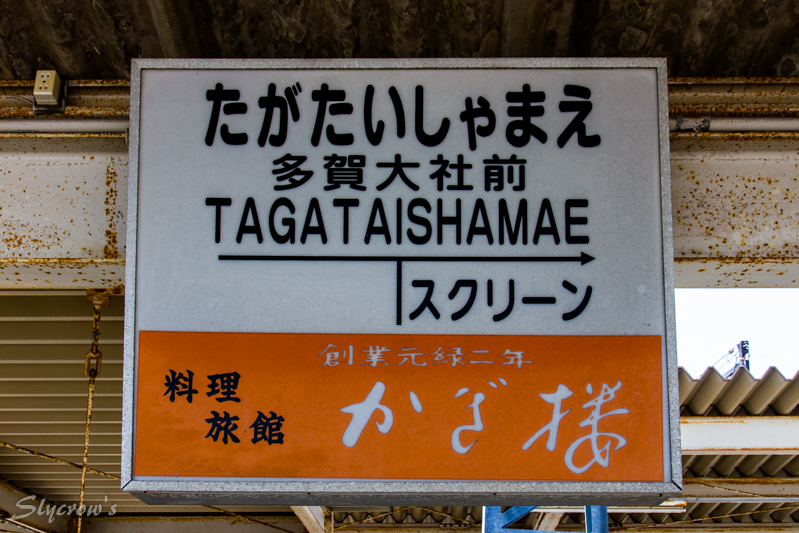 たがたいしゃまえ
多賀大社前
TAGATAISHAMAE
スクリーン
創業元緑二年
料理
旅館
かぎ楼
Slycrow's